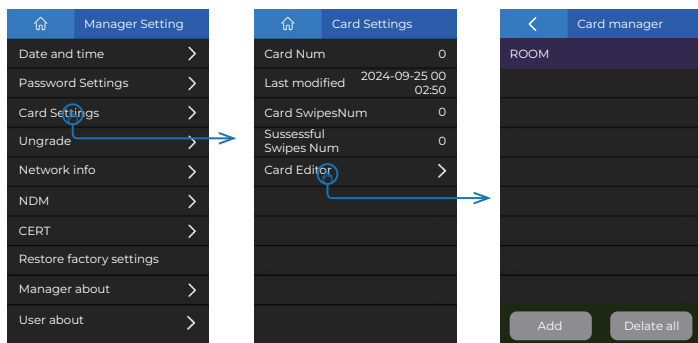 Manager Setting
Date and time
Password Settings
Card Settings
Ungrade
Network info
NDM
CERT
Restore factory settings
Manager about
User about
Card Settings
Card Num 0
Last modified 2024-09-25 00
02:50
Card SwipesNum 0
Sussessful
Swipes Num 0
Card Editor
Card manager
ROOM
Add Delate all